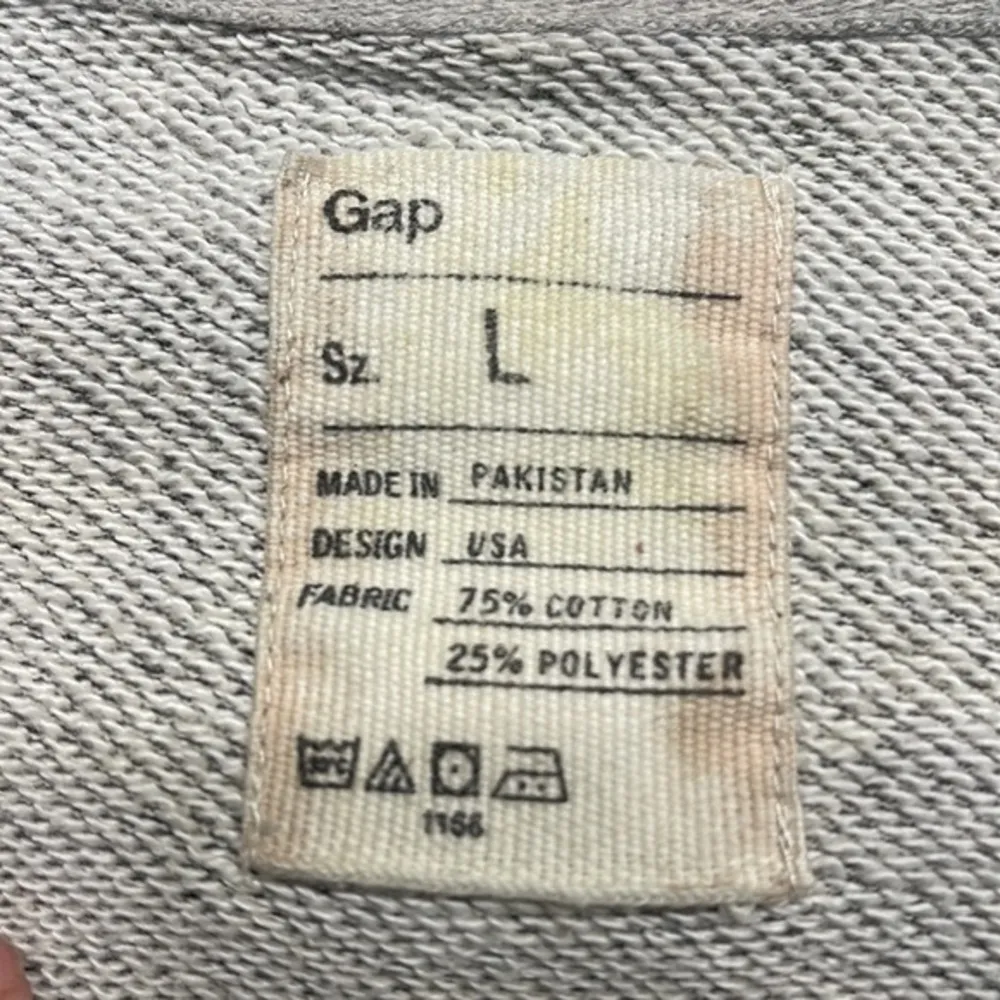 Gap
Sz. L
MADE IN PAKISTAN
DESIGN USA
FABRIC 75% COTTON
25% POLYESTER
1166